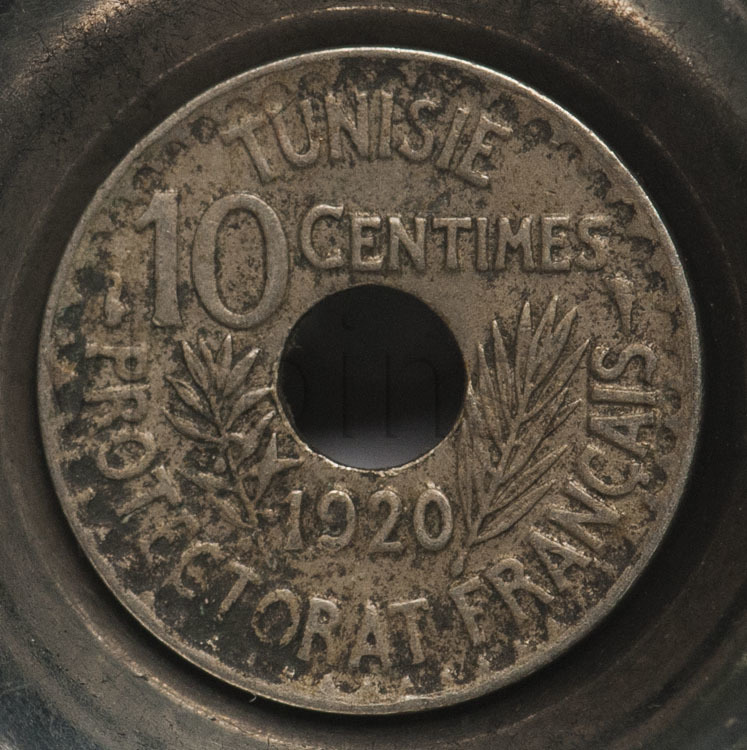 TUNISIE
10 CENTIMES
1920
PROTECTORAT FRANÇAIS